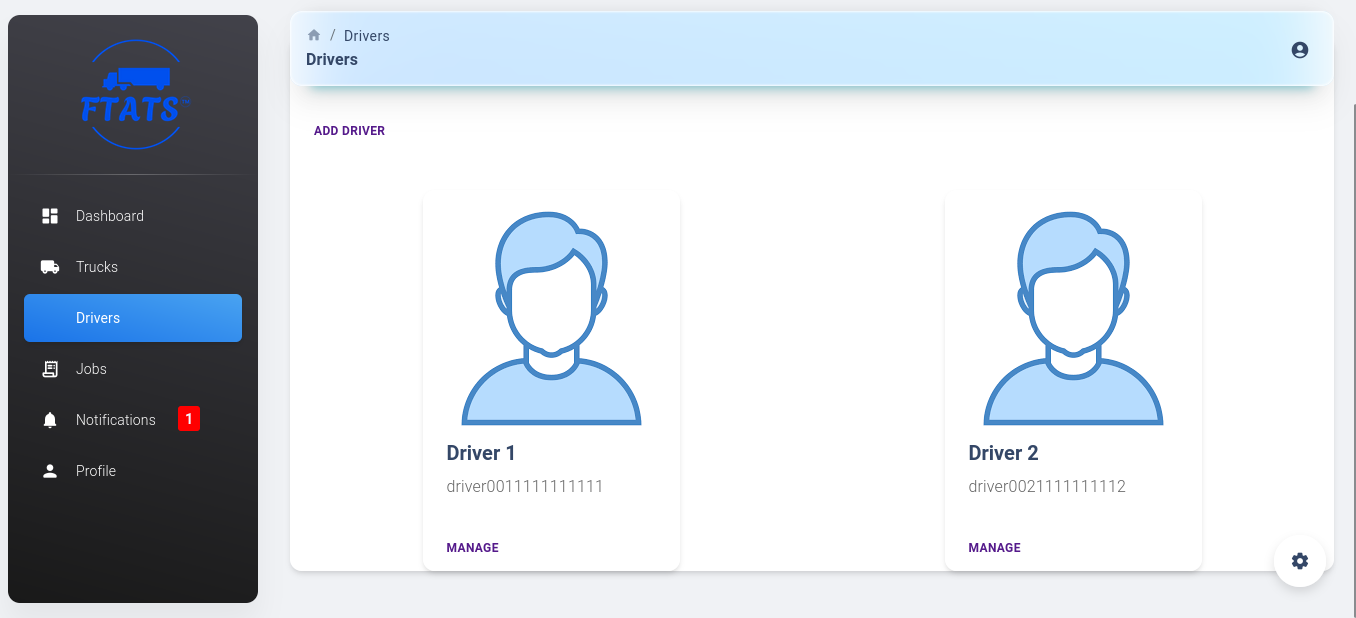 FTATS
Dashboard
Trucks
Drivers
Jobs
Notifications 1
Profile
/ Drivers
Drivers
ADD DRIVER
Driver 1
driver0011111111111
MANAGE
Driver 2
driver0021111111112
MANAGE